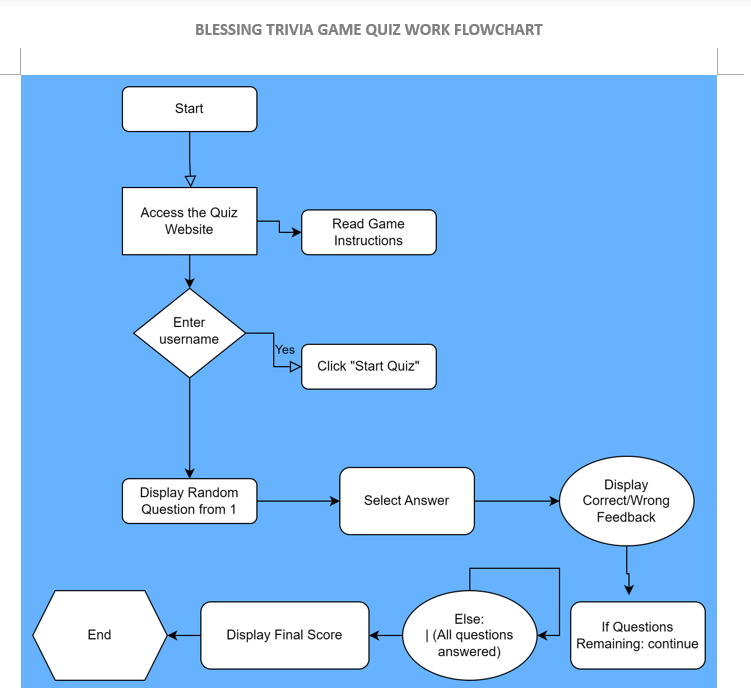 BLESSING TRIVIA GAME QUIZ WORK FLOWCHART
Start
Access the Quiz
Website
Read Game
Instructions
Enter
username
Yes
Click "Start Quiz"
Display Random
Question from 1
Select Answer
Display
Correct/Wrong
Feedback
If Questions
Remaining: continue
Else:
| (All questions
answered)
Display Final Score
End